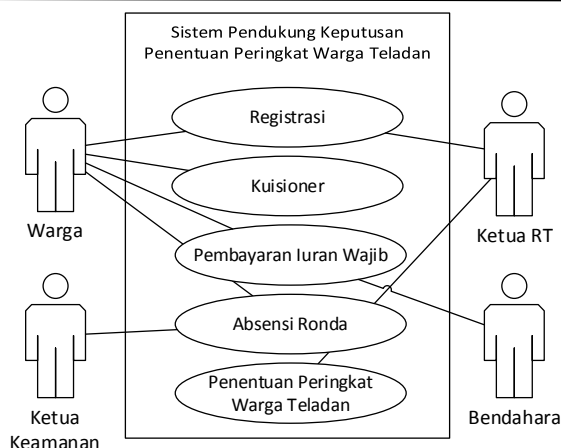 Sistem Pendukung Keputusan
Penentuan Peringkat Warga Teladan
Registrasi
Kuisioner
Pembayaran Iuran Wajib
Absensi Ronda
Penentuan Peringkat
Warga Teladan
Warga
Ketua
Keamanan
Ketua RT
Bendahara